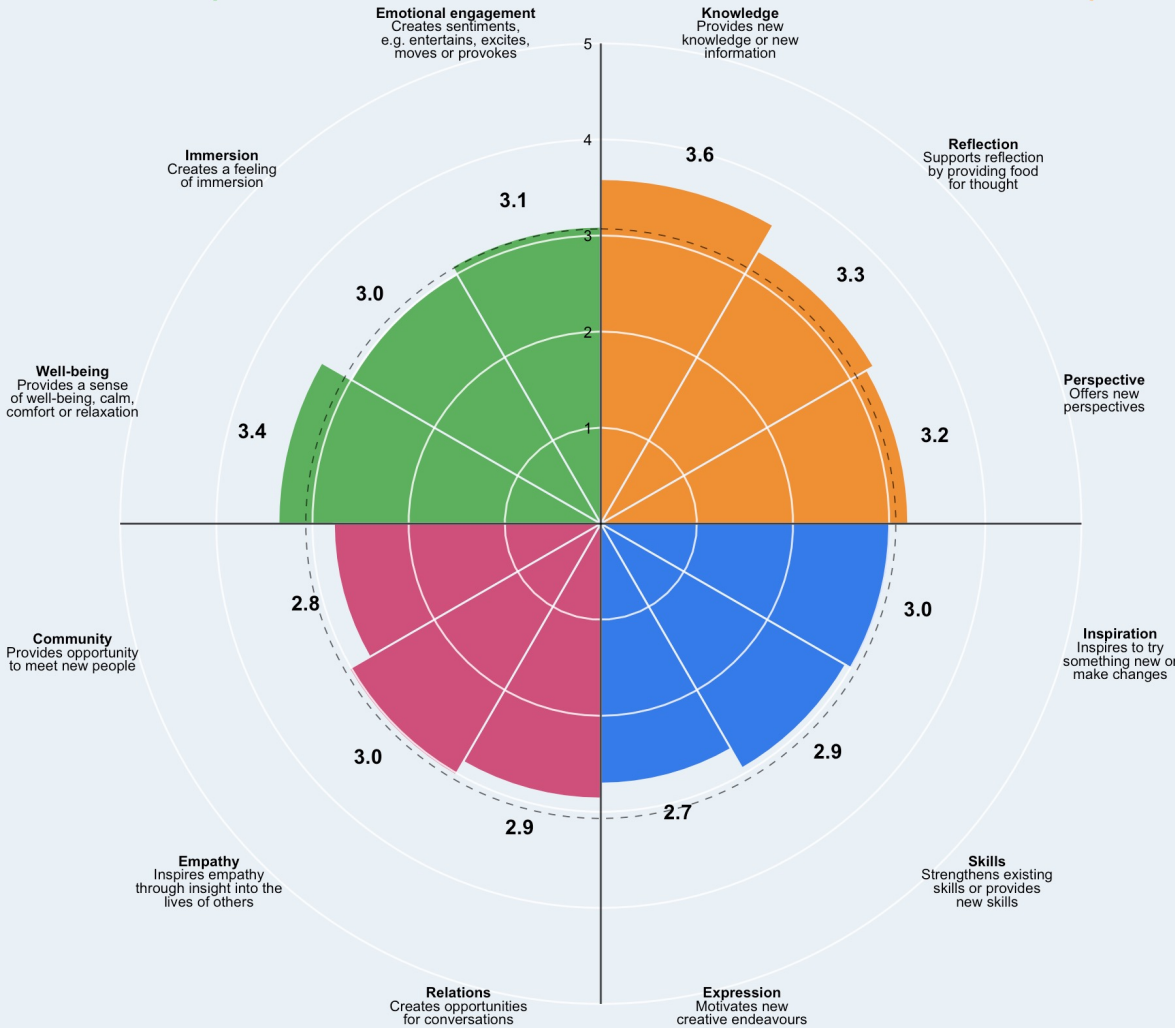 Emotional engagement
Creates sentiments,
e.g. entertains, excites,
moves or provokes
Knowledge
Provides new
knowledge or new
information
Reflection
Supports reflection
by providing food
for thought
Perspective
Offers new
perspectives
Inspiration
Inspires to try
something new or
make changes
Skills
Strengthens existing
skills or provides
new skills
Expression
Motivates new
creative endeavours
Relations
Creates opportunities
for conversations
Empathy
Inspires empathy
through insight into the
lives of others
Community
Provides opportunity
to meet new people
Well-being
Provides a sense
of well-being, calm,
comfort or relaxation
Immersion
Creates a feeling
of immersion
5
4
3
2
1
3.6
3.3
3.2
3.0
2.9
2.7
2.9
3.0
2.8
3.4
3.0
3.1